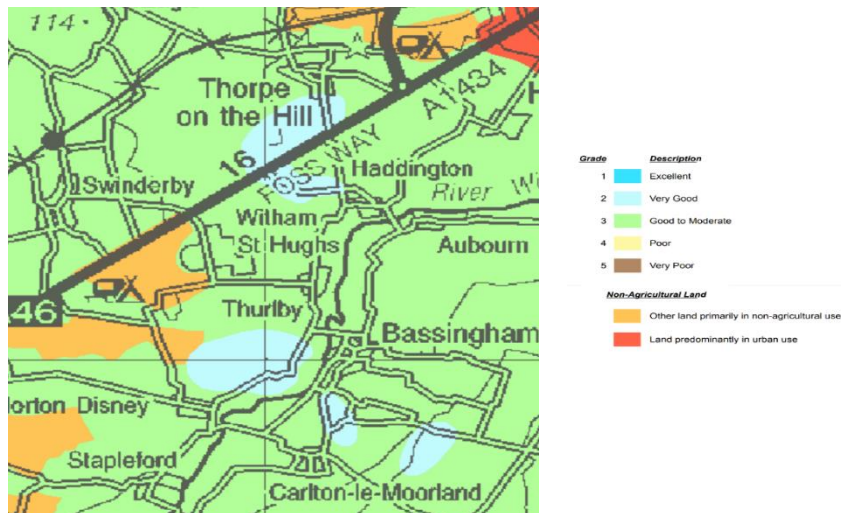 114
Thorpe
on the Hill
A1434
16
FOSS WAY
Haddington
River Wi
Swinderby
Witham
St Hughs
Aubourn
46
Thurlby
Bassingham
orton Disney
Stapleford
Carlton-le-Moorland
H
Grade Description
1 Excellent
2 Very Good
3 Good to Moderate
4 Poor
5 Very Poor
Non-Agricultural Land
Other land primarily in non-agricultural use
Land predominantly in urban use